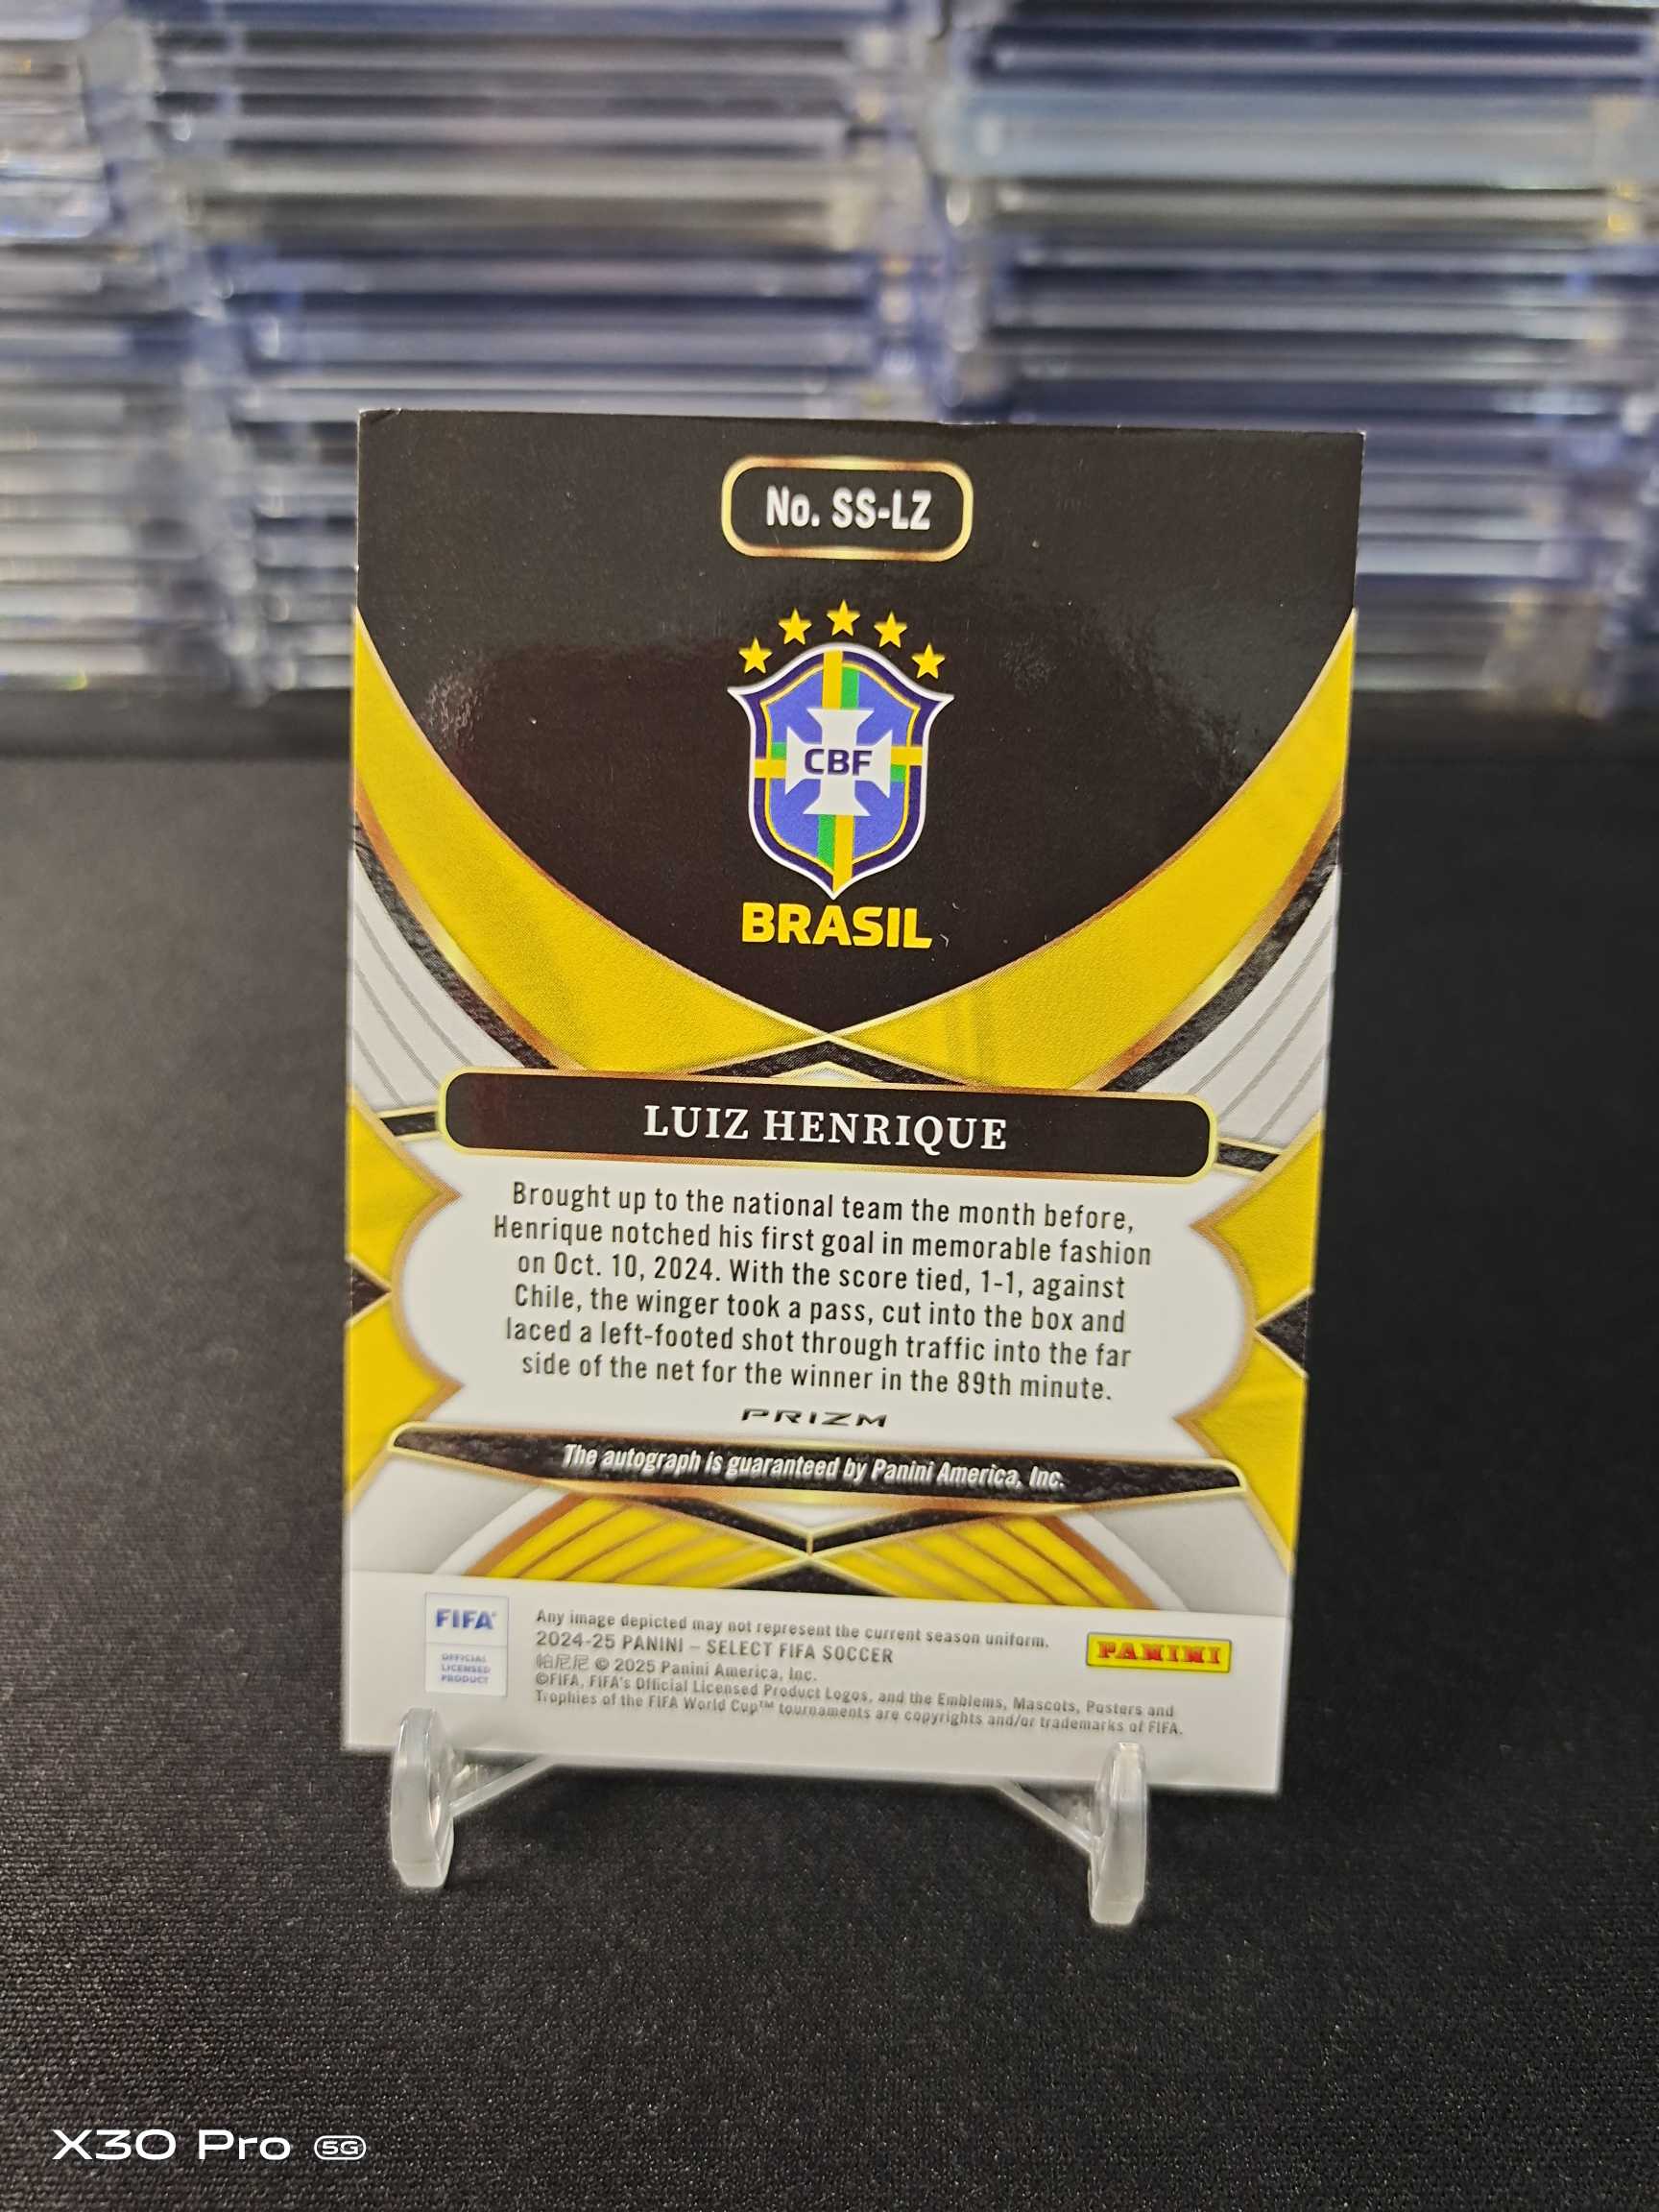 No. SS-LZ
CBF
BRASIL
LUIZ HENRIQUE
Brought up to the national team the month before,
Henrique notched his first goal in memorable fashion
on Oct. 10, 2024. With the score tied, 1-1, against
Chile, the winger took a pass, cut into the box and
laced a left-footed shot through traffic into the far
side of the net for the winner in the 89th minute.
PRIZM
The autograph is guaranteed by Panini America, Inc.
FIFA
OFFICIAL
LICENSED
PRODUCT
Any image depicted may not represent the current season uniform.
2024-25 PANINI – SELECT FIFA SOCCER
帕尼尼 © 2025 Panini America, Inc.
©FIFA, FIFA's Official Licensed Product Logos, and the Emblems, Mascots, Posters and
Trophies of the FIFA World Cup™ tournaments are copyrights and/or trademarks of FIFA.
PANINI
X30 Pro 5G